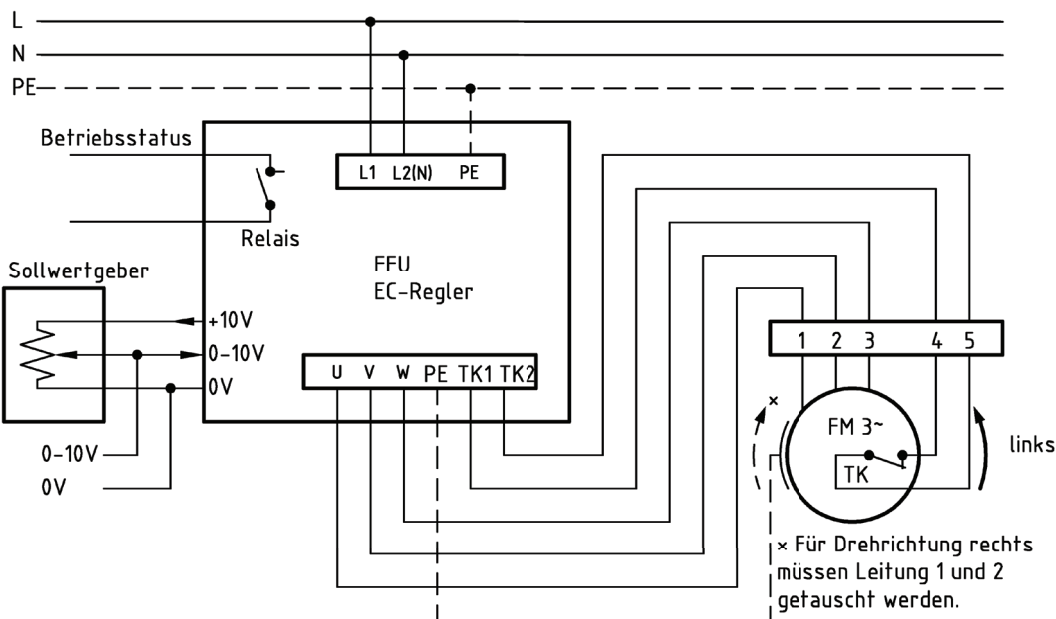 L
N
PE
Betriebsstatus
L1 L2(N) PE
Relais
FFU
EC-Regler
Sollwertgeber
+10V
0-10V
0V
U V W PE TK1 TK2
0-10V
0V
1 2 3 4 5
×
FM 3~
TK
links
× Für Drehrichtung rechts
müssen Leitung 1 und 2
getauscht werden.